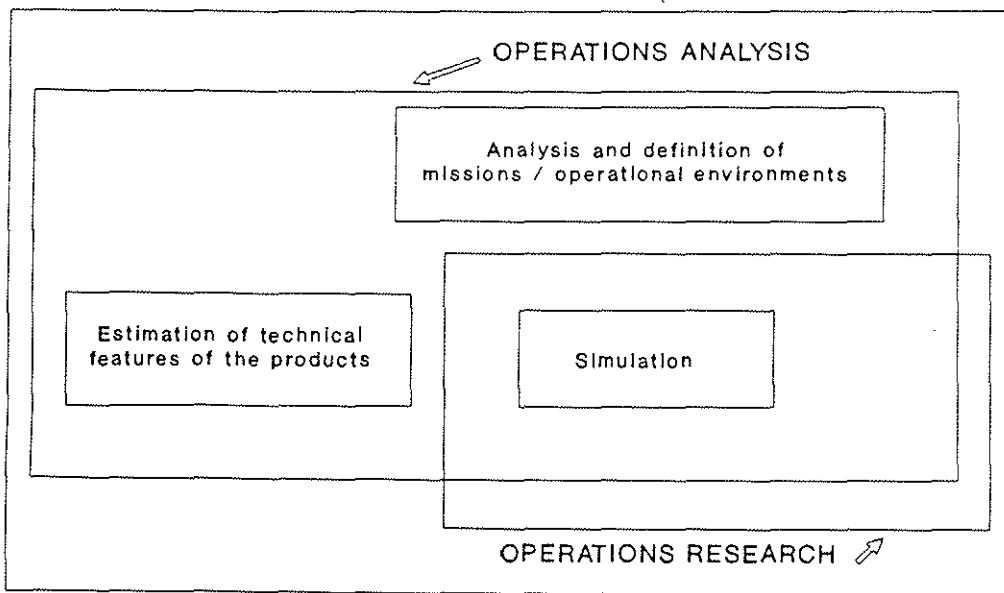 OPERATIONS ANALYSIS
Analysis and definition of
missions / operational environments
Estimation of technical
features of the products
Simulation
OPERATIONS RESEARCH